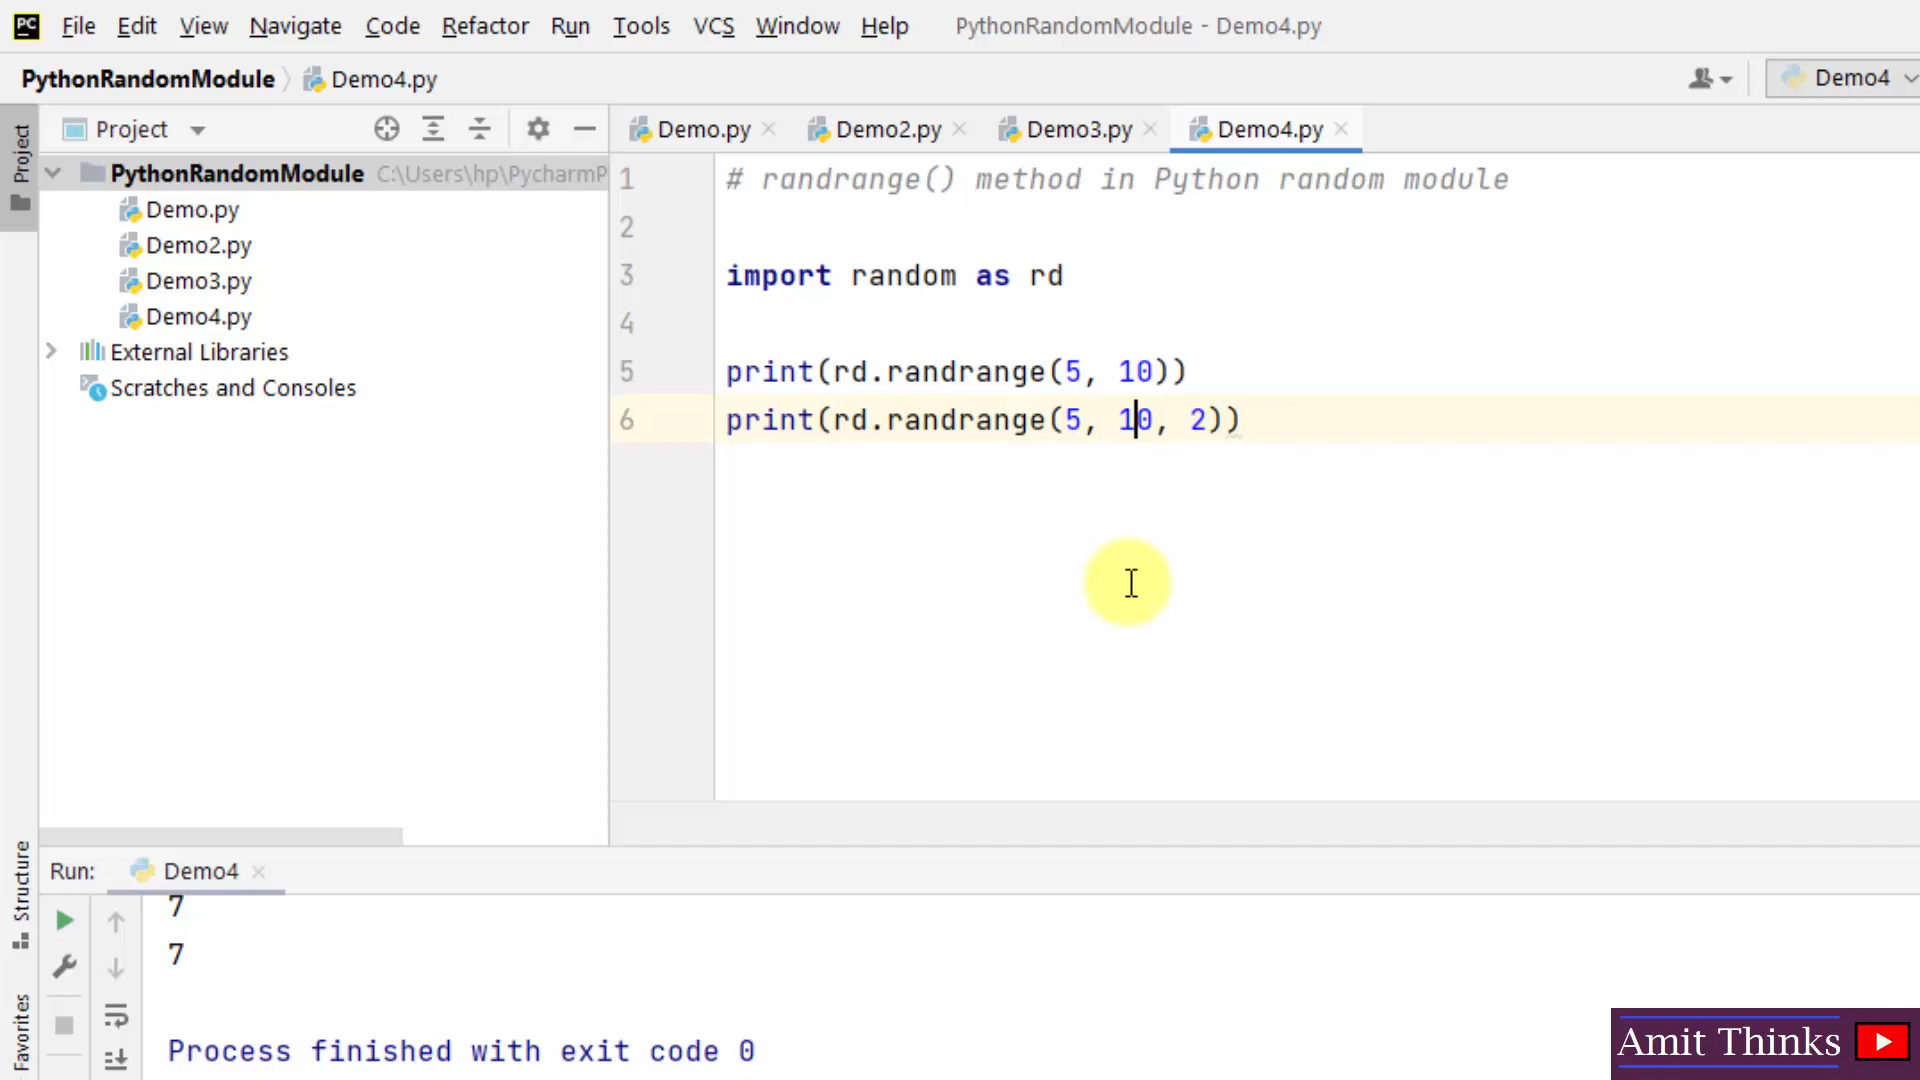 PC File Edit View Navigate Code Refactor Run Tools VCS Window Help PythonRandomModule - Demo4.py
PythonRandomModule Demo4.py Demo4
Project
Project Demo.py Demo2.py Demo3.py Demo4.py
PythonRandomModule C:\Users\hp\PycharmP
Demo.py
Demo2.py
Demo3.py
Demo4.py
External Libraries
Scratches and Consoles
1 # randrange() method in Python random module
2
3 import random as rd
4
5 print(rd.randrange(5, 10))
6 print(rd.randrange(5, 10, 2))
Structure
Favorites
Run: Demo4
7
7
Process finished with exit code 0
Amit Thinks